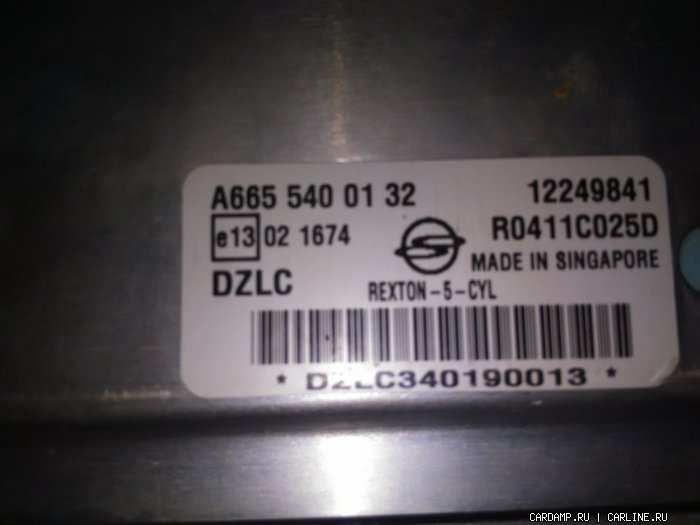 A665 540 01 32 12249841
e13 02 1674 R0411C025D
MADE IN SINGAPORE
DZLC REXTON-5-CYL
* DZLC340190013 *
CARDAMP.RU | CARLINE.RU